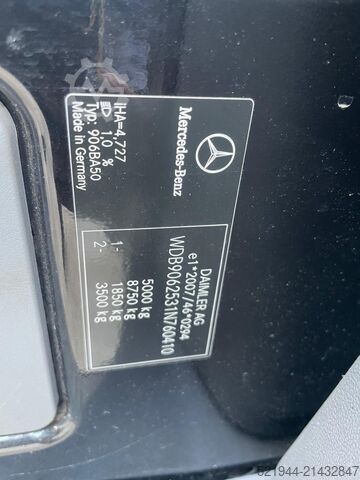 Mercedes-Benz
DAIMLER AG
e1*2007/46*0294
WDB9062531N760410
5000 kg
8750 kg
1- 1850 kg
2- 3500 kg
iHA=4,727
1,0 %
Typ: 906BA50
Made in Germany
521944-21432847